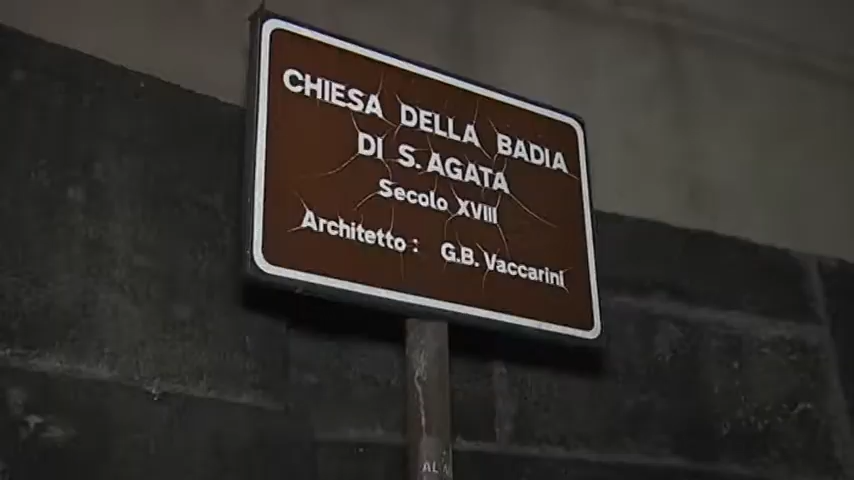 CHIESA DELLA BADIA
DI S. AGATA
Secolo XVIII
Architetto : G.B. Vaccarini